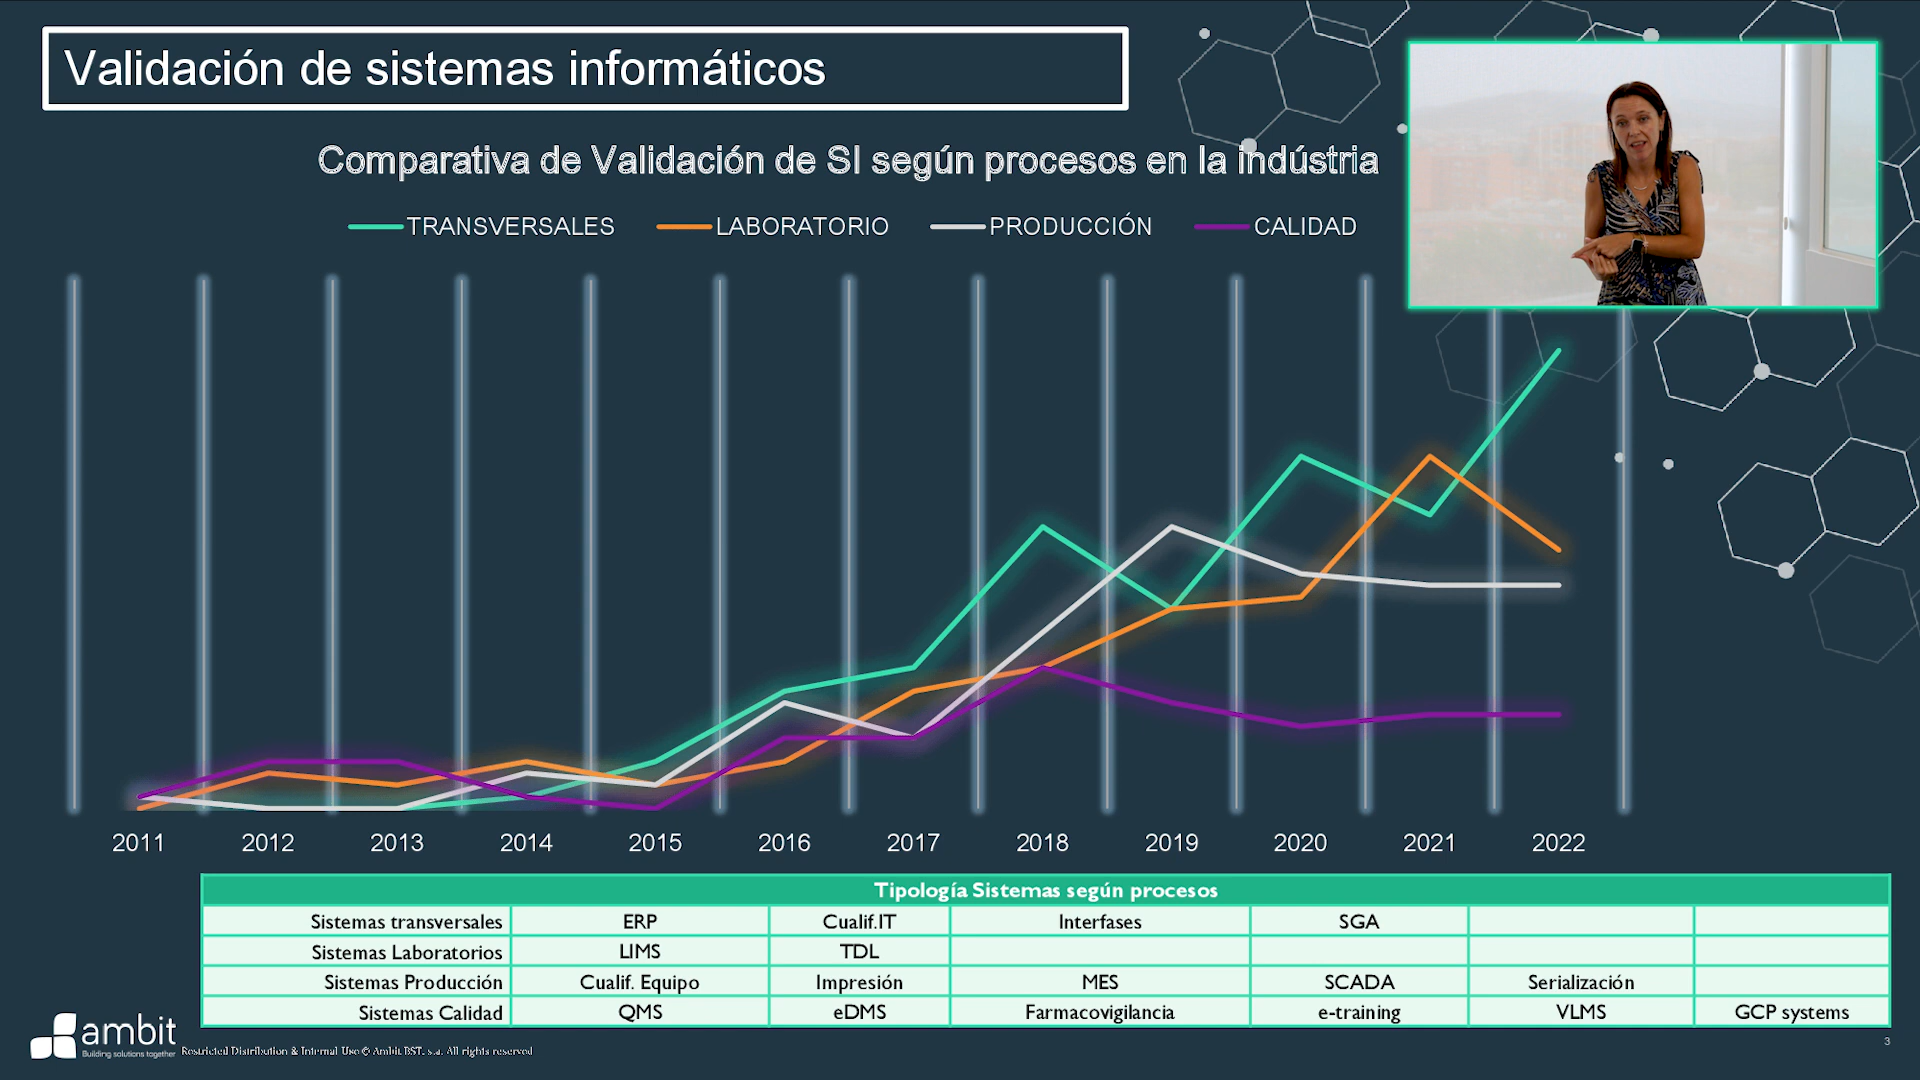 Validación de sistemas informáticos
Comparativa de Validación de SI según procesos en la indústria
TRANSVERSALES LABORATORIO PRODUCCIÓN CALIDAD
2011 2012 2013 2014 2015 2016 2017 2018 2019 2020 2021 2022
Tipología Sistemas según procesos
Sistemas transversales ERP Cualif.IT Interfases SGA
Sistemas Laboratorios LIMS TDL
Sistemas Producción Cualif. Equipo Impresión MES SCADA Serialización
Sistemas Calidad QMS eDMS Farmacovigilancia e-training VLMS GCP systems
ambit
Building solutions together
Restricted Distribution & Internal Use © Ambit BST, s.a. All rights reserved
3